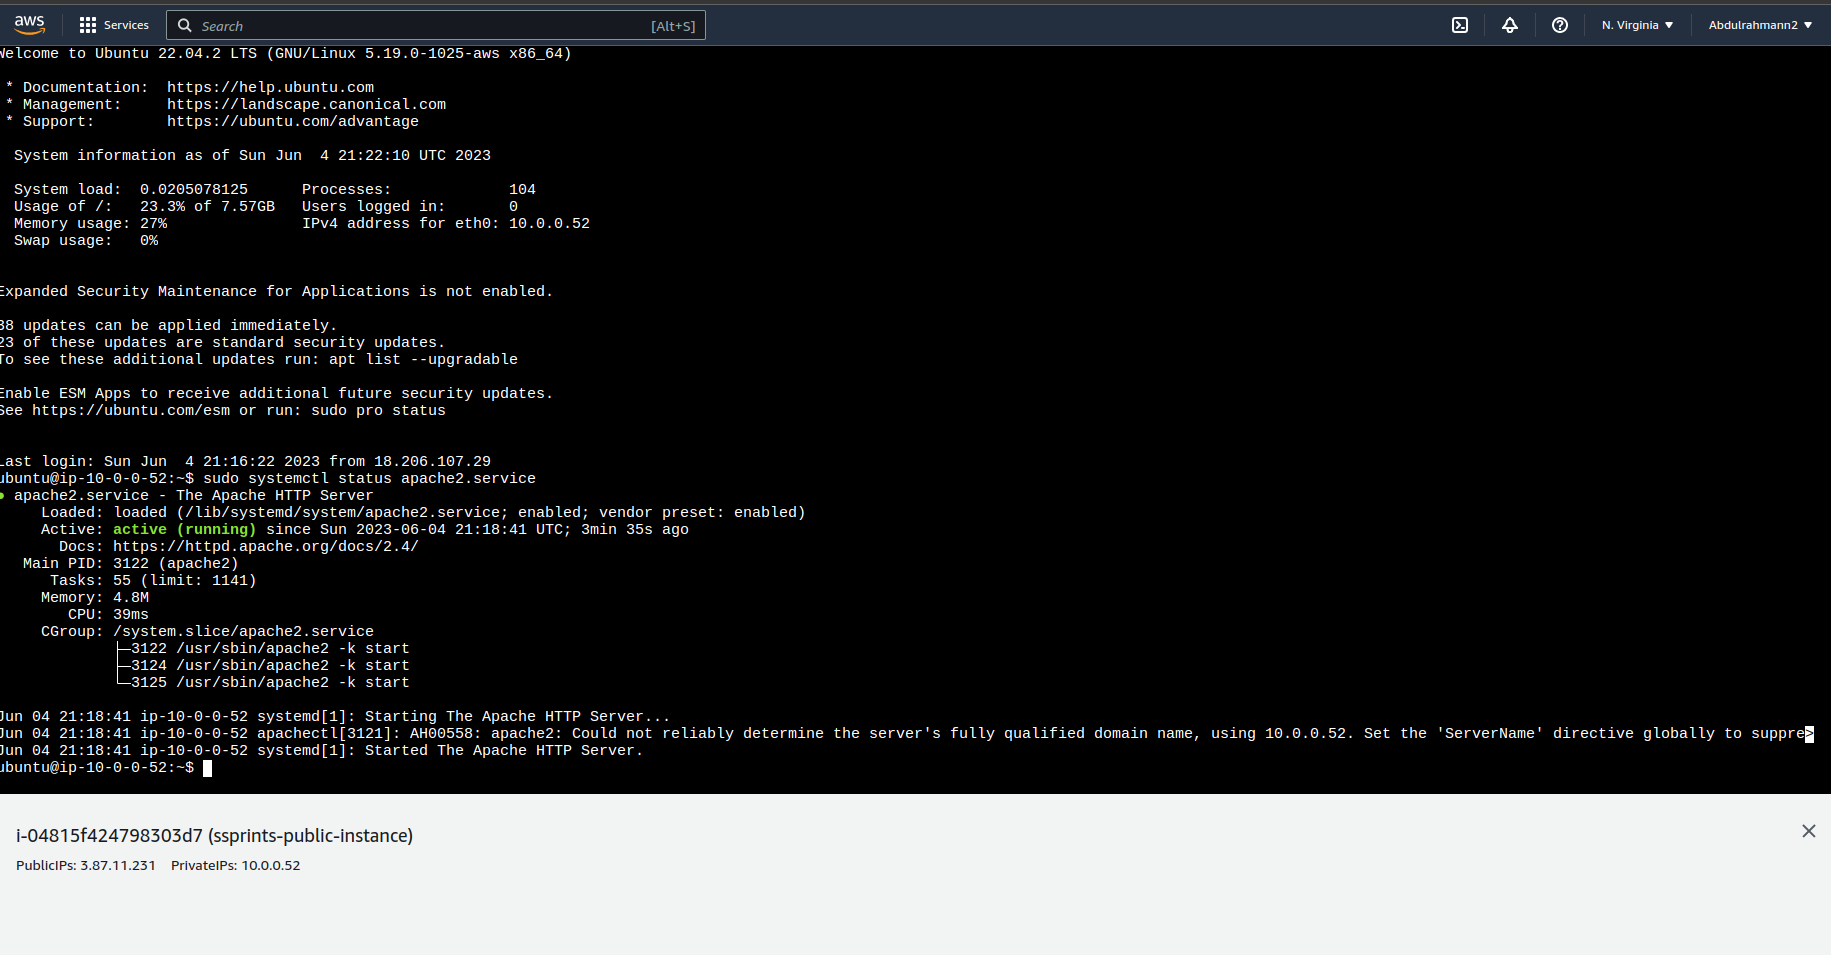 aws Services Search [Alt+S] N. Virginia Abdulrahmann2
Welcome to Ubuntu 22.04.2 LTS (GNU/Linux 5.19.0-1025-aws x86_64)
* Documentation:  https://help.ubuntu.com
* Management:     https://landscape.canonical.com
* Support:        https://ubuntu.com/advantage
System information as of Sun Jun  4 21:22:10 UTC 2023
System load:  0.0205078125      Processes:             104
Usage of /:   23.3% of 7.57GB   Users logged in:       0
Memory usage: 27%               IPv4 address for eth0: 10.0.0.52
Swap usage:   0%
Expanded Security Maintenance for Applications is not enabled.
38 updates can be applied immediately.
23 of these updates are standard security updates.
To see these additional updates run: apt list --upgradable
Enable ESM Apps to receive additional future security updates.
See https://ubuntu.com/esm or run: sudo pro status
Last login: Sun Jun  4 21:16:22 2023 from 18.206.107.29
ubuntu@ip-10-0-0-52:~$ sudo systemctl status apache2.service
● apache2.service - The Apache HTTP Server
Loaded: loaded (/lib/systemd/system/apache2.service; enabled; vendor preset: enabled)
Active: active (running) since Sun 2023-06-04 21:18:41 UTC; 3min 35s ago
Docs: https://httpd.apache.org/docs/2.4/
Main PID: 3122 (apache2)
Tasks: 55 (limit: 1141)
Memory: 4.8M
CPU: 39ms
CGroup: /system.slice/apache2.service
├─3122 /usr/sbin/apache2 -k start
├─3124 /usr/sbin/apache2 -k start
└─3125 /usr/sbin/apache2 -k start
Jun 04 21:18:41 ip-10-0-0-52 systemd[1]: Starting The Apache HTTP Server...
Jun 04 21:18:41 ip-10-0-0-52 apachectl[3121]: AH00558: apache2: Could not reliably determine the server's fully qualified domain name, using 10.0.0.52. Set the 'ServerName' directive globally to suppre>
Jun 04 21:18:41 ip-10-0-0-52 systemd[1]: Started The Apache HTTP Server.
ubuntu@ip-10-0-0-52:~$
i-04815f424798303d7 (ssprints-public-instance)
PublicIPs: 3.87.11.231 PrivateIPs: 10.0.0.52